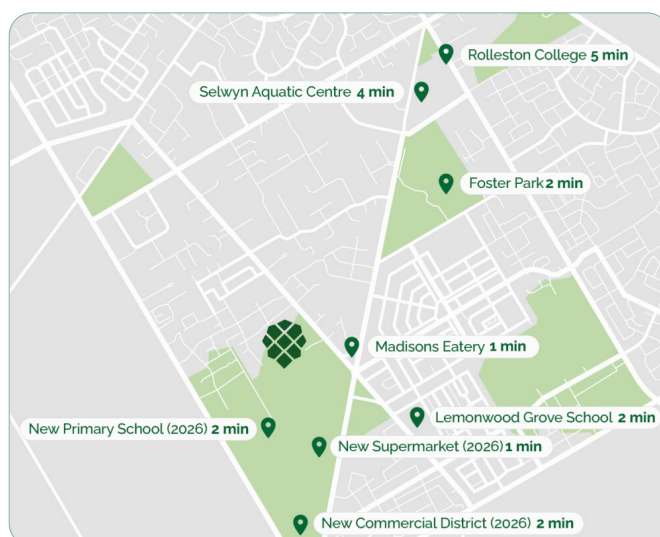 Rolleston College 5 min
Selwyn Aquatic Centre 4 min
Foster Park 2 min
Madisons Eatery 1 min
Lemonwood Grove School 2 min
New Primary School (2026) 2 min
New Supermarket (2026) 1 min
New Commercial District (2026) 2 min